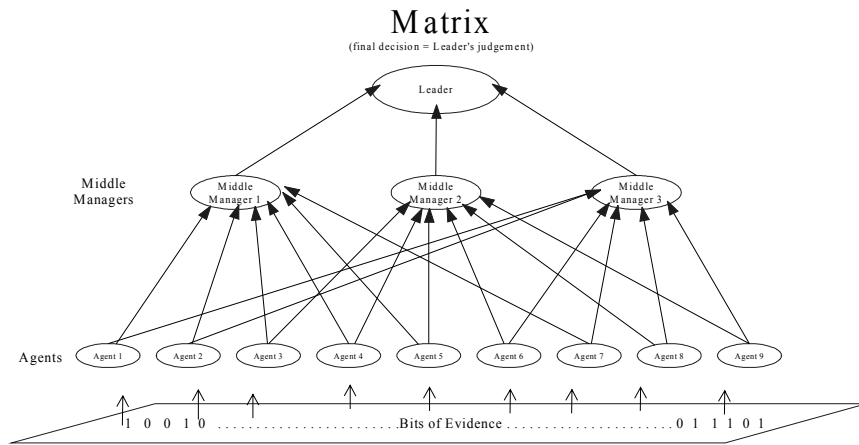 Matrix
(final decision = Leader's judgement)
Leader
Middle
Managers
Middle
Manager 1
Middle
Manager 2
Middle
Manager 3
Agents
Agent 1
Agent 2
Agent 3
Agent 4
Agent 5
Agent 6
Agent 7
Agent 8
Agent 9
1 0 0 1 0 . . . . . . . . . . . . . . . . . . . . . . . . . . Bits of Evidence . . . . . . . . . . . . . . . . . . . . . . . . 0 1 1 1 0 1